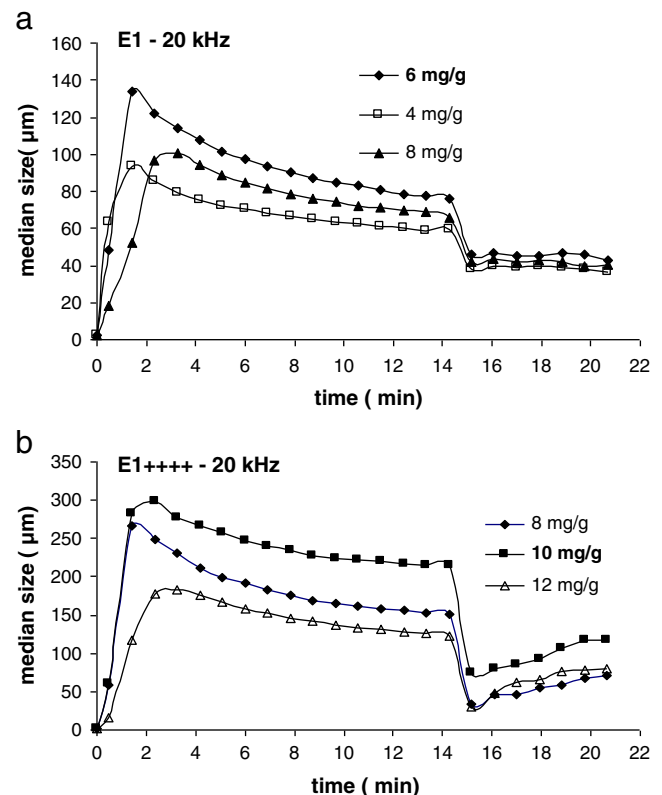 a
E1 - 20 kHz
160
140
120
100
80
60
40
20
0
median size( μm)
6 mg/g
4 mg/g
8 mg/g
0 2 4 6 8 10 12 14 16 18 20 22
time ( min)
b
E1++++ - 20 kHz
350
300
250
200
150
100
50
0
median size ( μm)
8 mg/g
10 mg/g
12 mg/g
0 2 4 6 8 10 12 14 16 18 20 22
time ( min)